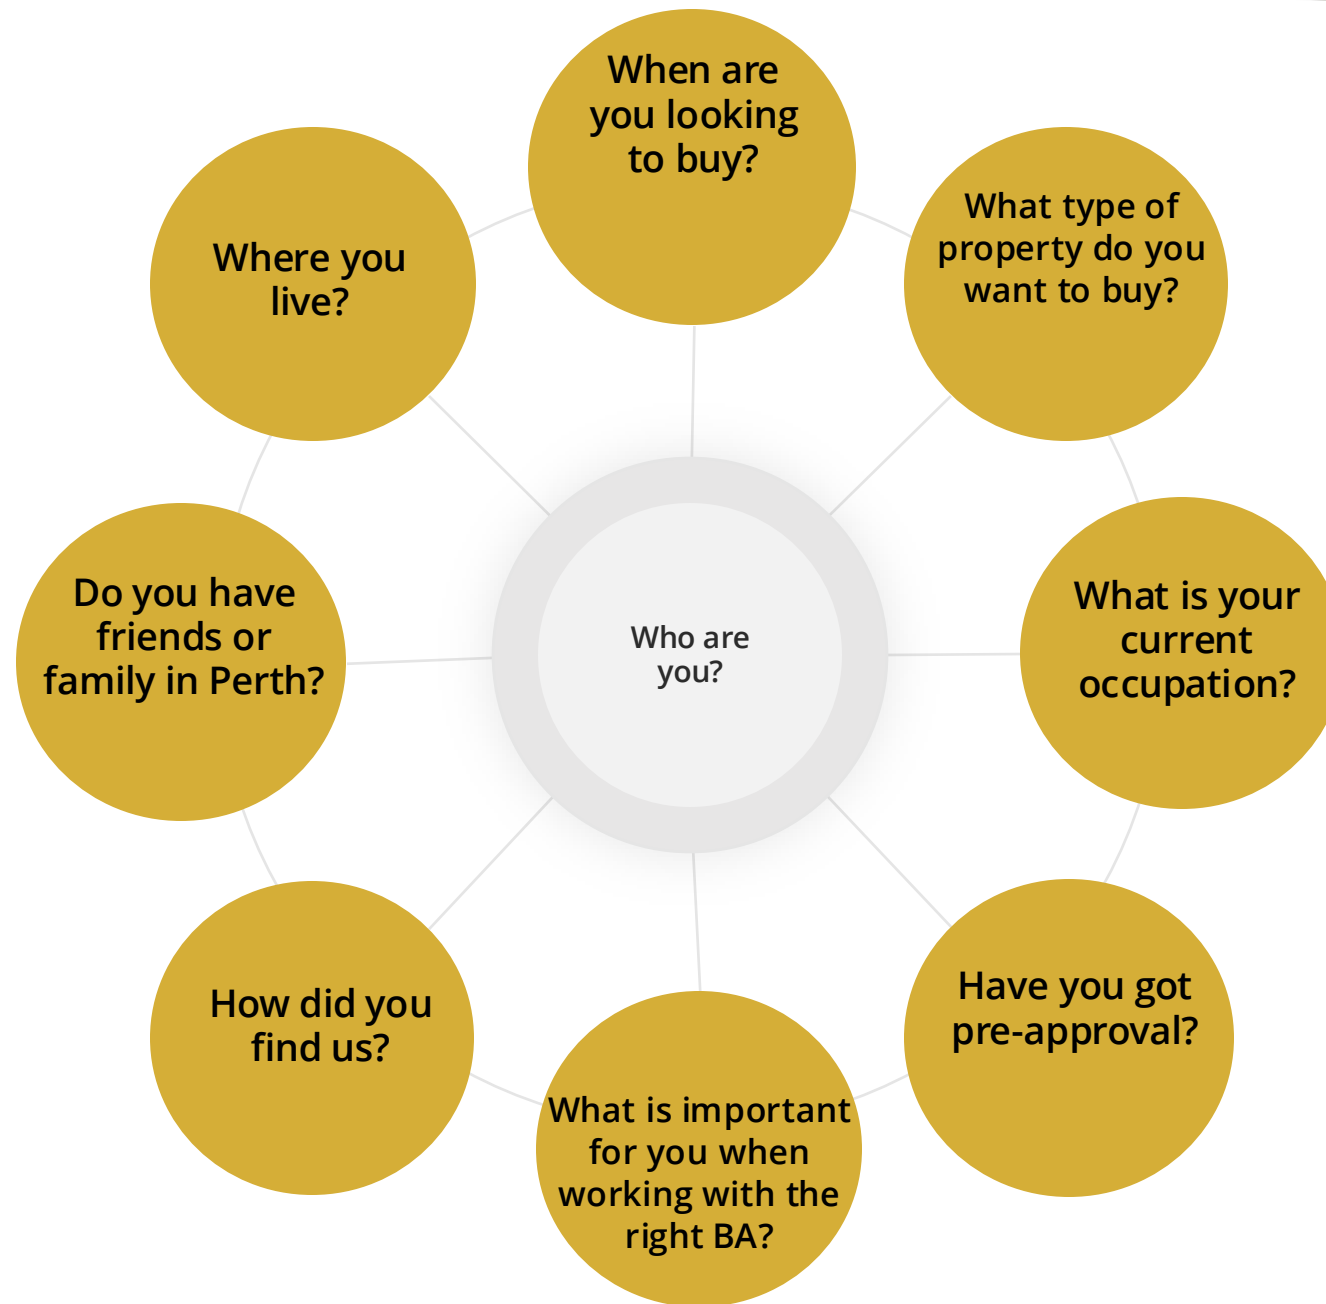 When are
you looking
to buy?
What type of
property do you
want to buy?
What is your
current
occupation?
Have you got
pre-approval?
What is important
for you when
working with the
right BA?
How did you
find us?
Do you have
friends or
family in Perth?
Where you
live?
Who are
you?